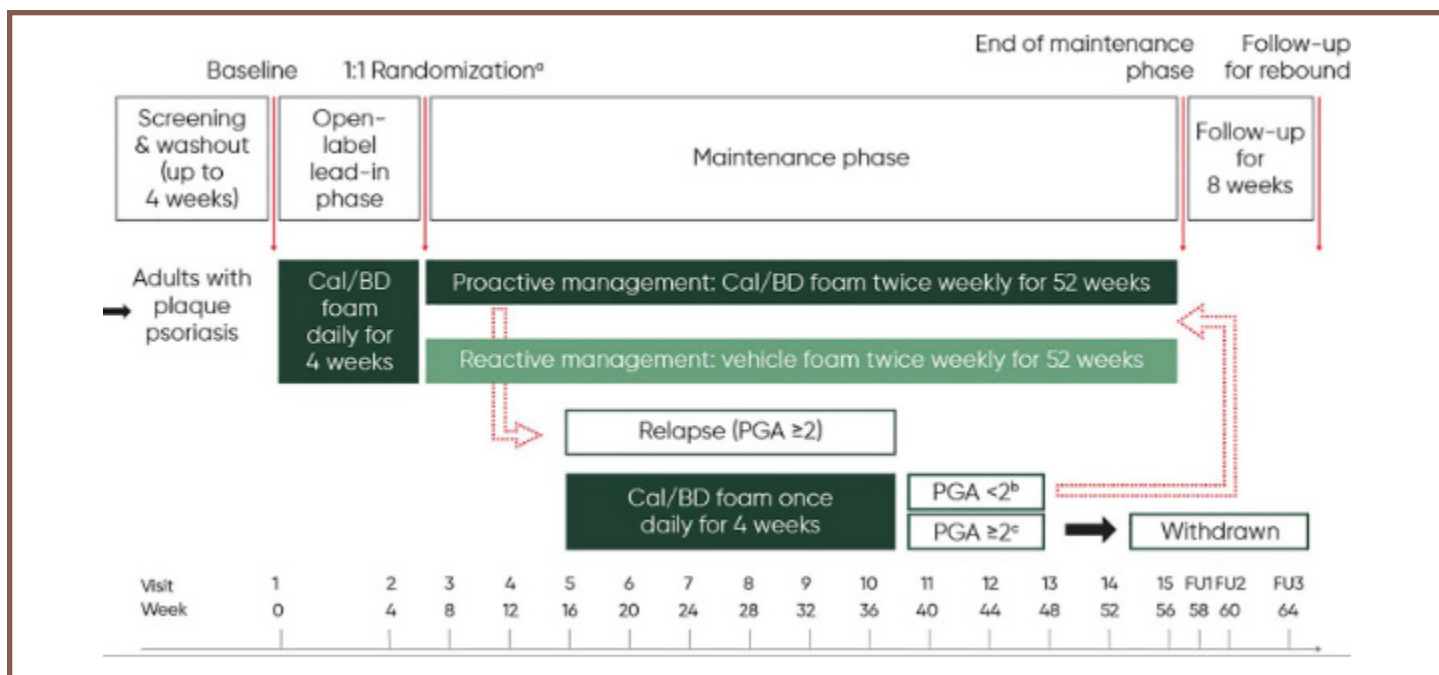 Baseline
1:1 Randomizationᵃ
End of maintenance
phase
Follow-up
for rebound
Screening
& washout
(up to
4 weeks)
Open-
label
lead-in
phase
Maintenance phase
Follow-up
for
8 weeks
Adults with
plaque
psoriasis
Cal/BD
foam
daily for
4 weeks
Proactive management: Cal/BD foam twice weekly for 52 weeks
Reactive management: vehicle foam twice weekly for 52 weeks
Relapse (PGA ≥2)
Cal/BD foam once
daily for 4 weeks
PGA <2ᵇ
PGA ≥2ᶜ
Withdrawn
Visit 1 2 3 4 5 6 7 8 9 10 11 12 13 14 15 FU1 FU2 FU3
Week 0 4 8 12 16 20 24 28 32 36 40 44 48 52 56 58 60 64